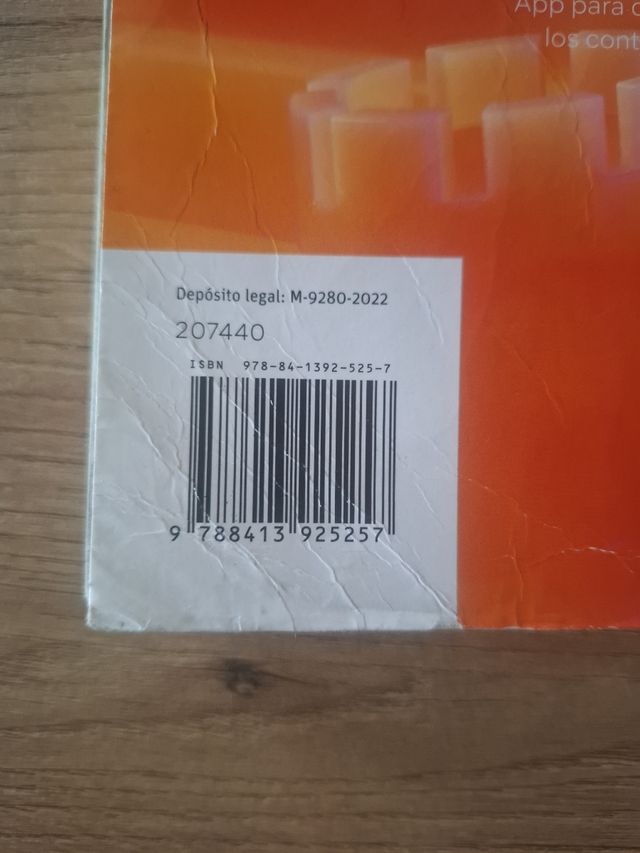 App para
los cont
Depósito legal: M-9280-2022
207440
ISBN 978-84-1392-525-7
9 788413 925257